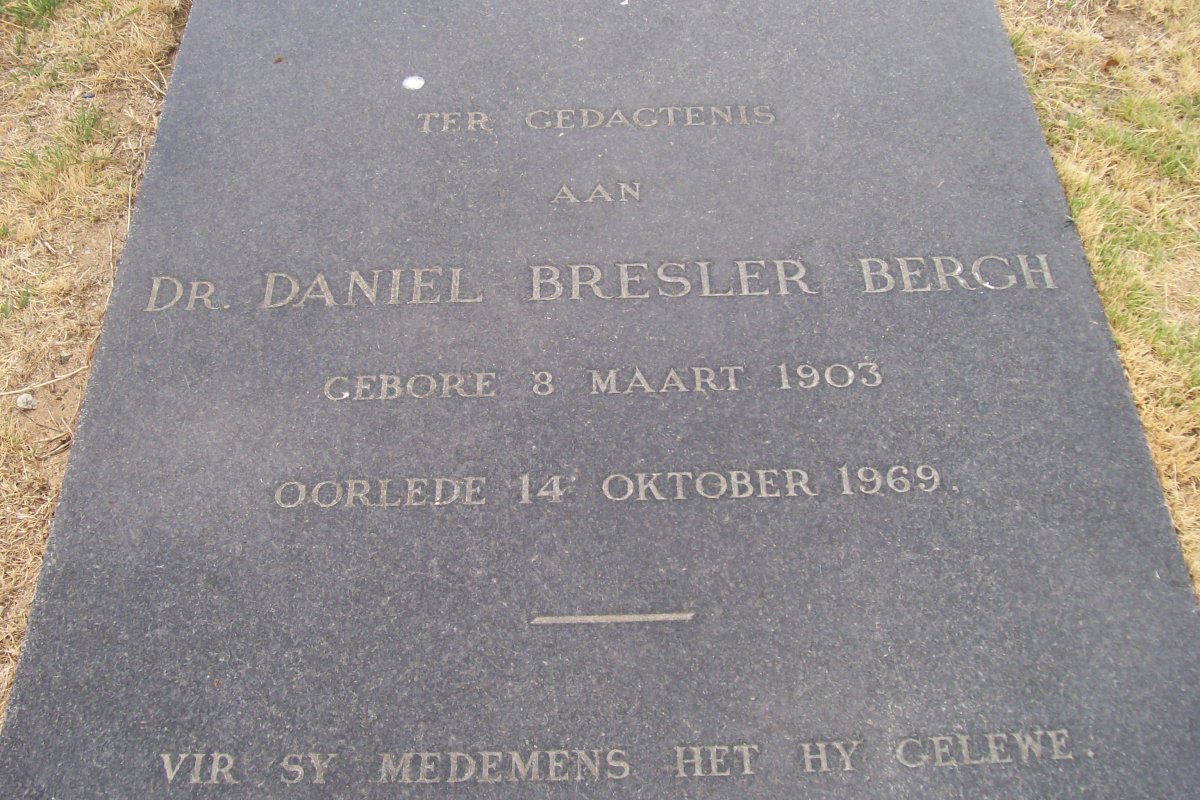 TER GEDAGTENIS
AAN
DR. DANIEL BRESLER BERGH
GEBORE 8 MAART 1903
OORLEDE 14 OKTOBER 1969.
VIR SY MEDEMENS HET HY GELEWE.